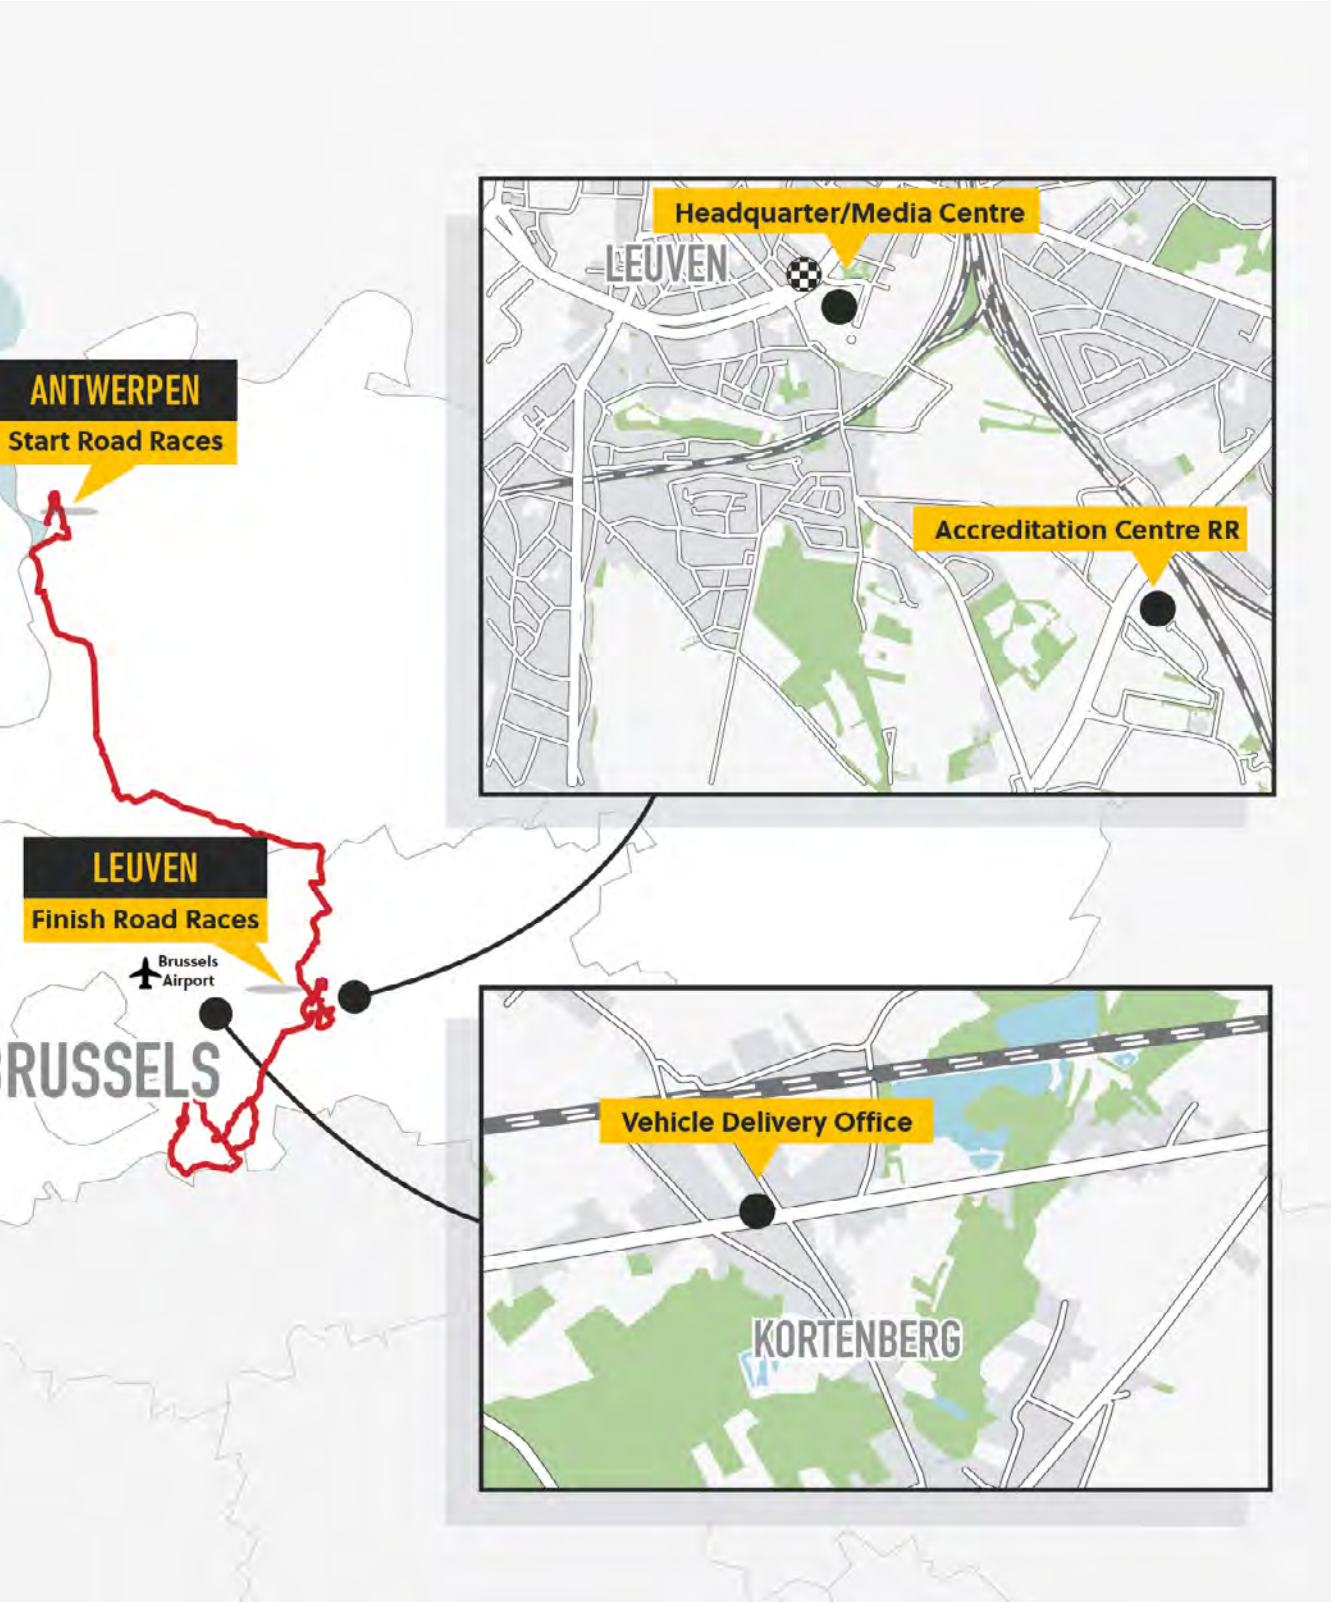 Headquarter/Media Centre
LEUVEN
ANTWERPEN
Start Road Races
Accreditation Centre RR
LEUVEN
Finish Road Races
Brussels
Airport
BRUSSELS
Vehicle Delivery Office
KORTENBERG